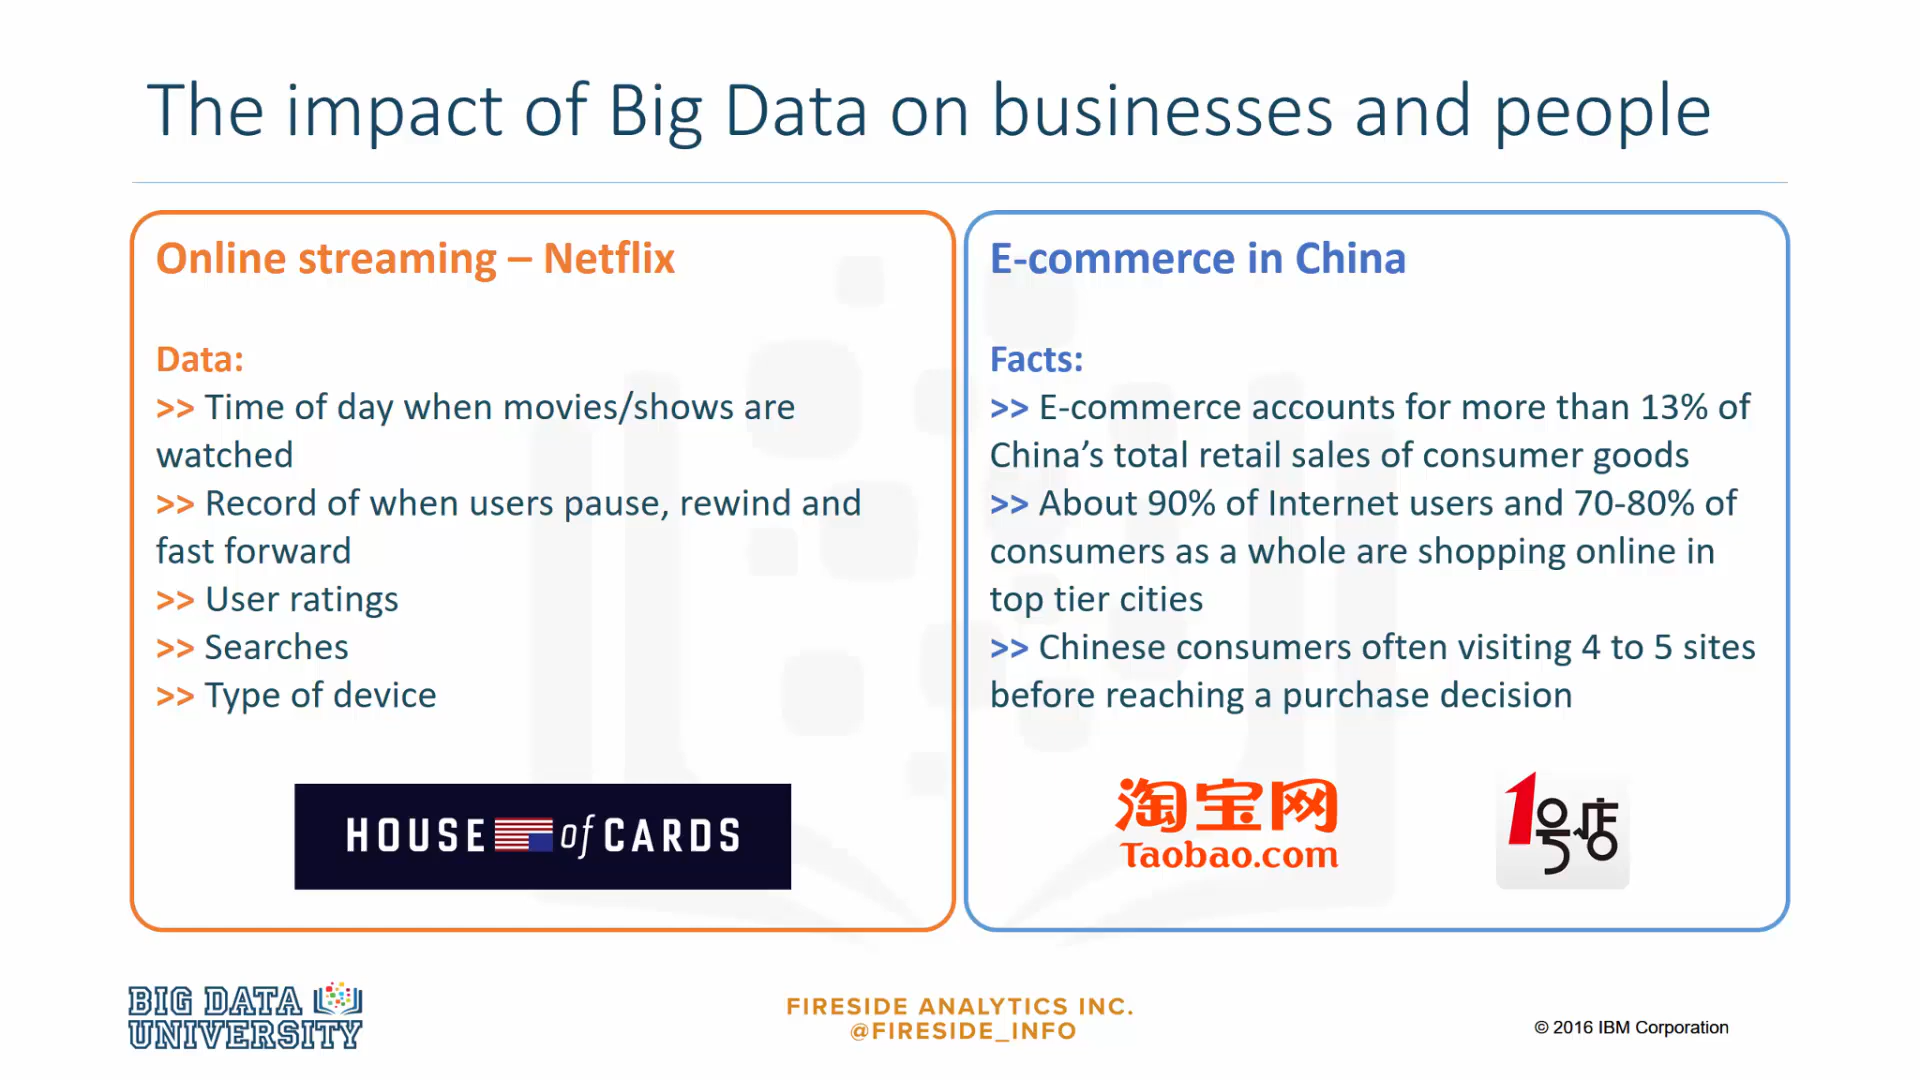 The impact of Big Data on businesses and people
Online streaming – Netflix
Data:
>> Time of day when movies/shows are
watched
>> Record of when users pause, rewind and
fast forward
>> User ratings
>> Searches
>> Type of device
HOUSE of CARDS
E-commerce in China
Facts:
>> E-commerce accounts for more than 13% of
China’s total retail sales of consumer goods
>> About 90% of Internet users and 70-80% of
consumers as a whole are shopping online in
top tier cities
>> Chinese consumers often visiting 4 to 5 sites
before reaching a purchase decision
淘宝网
Taobao.com
1号店
BIG DATA
UNIVERSITY
FIRESIDE ANALYTICS INC.
@FIRESIDE_INFO
© 2016 IBM Corporation